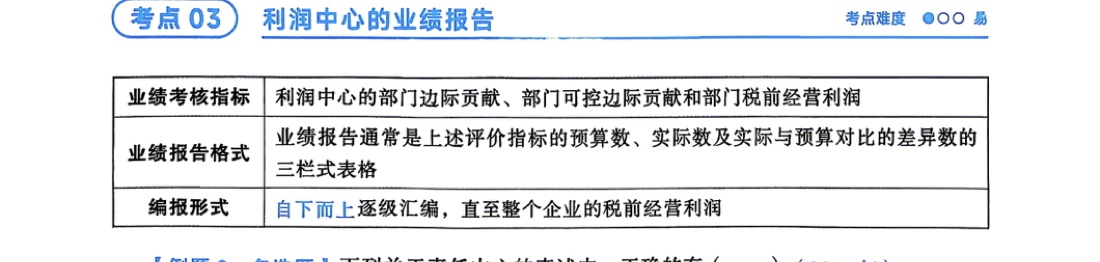 考点 03 利润中心的业绩报告 考点难度 易
业绩考核指标 利润中心的部门边际贡献、部门可控边际贡献和部门税前经营利润
业绩报告格式 业绩报告通常是上述评价指标的预算数、实际数及实际与预算对比的差异数的
三栏式表格
编报形式 自下而上逐级汇编，直至整个企业的税前经营利润